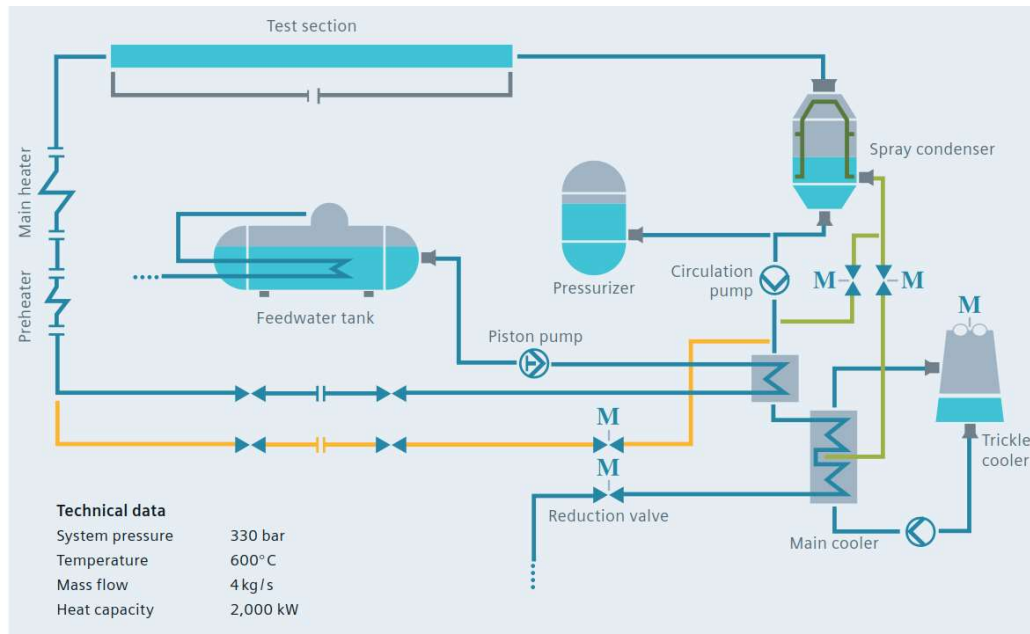 Test section
Main heater
Preheater
Spray condenser
Pressurizer
Circulation
pump
M
M
M
Feedwater tank
Piston pump
M
Trickle
cooler
M
Reduction valve
Main cooler
Technical data
System pressure 330 bar
Temperature 600°C
Mass flow 4 kg/s
Heat capacity 2,000 kW